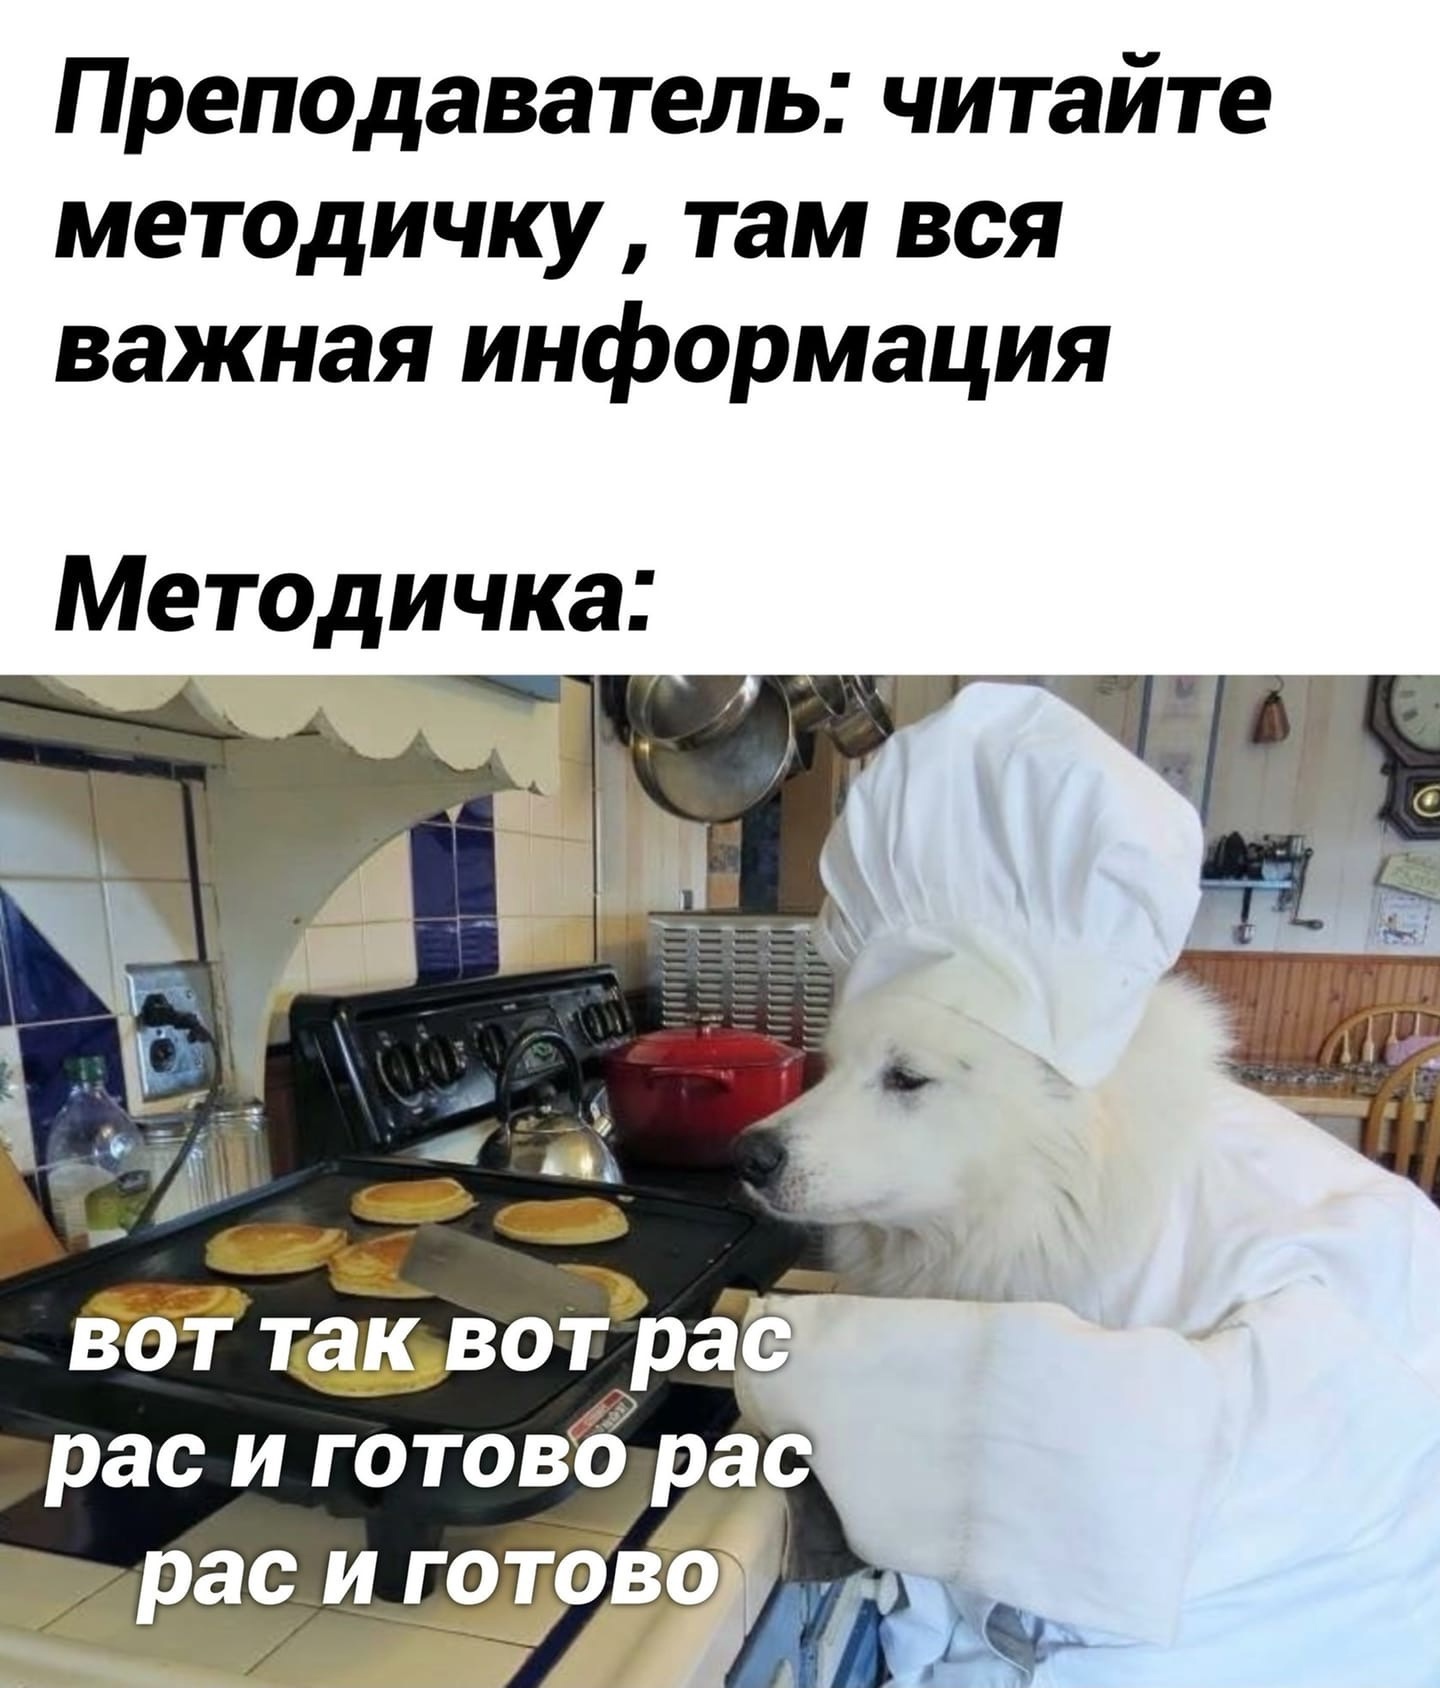 Преподаватель: читайте
методичку , там вся
важная информация
Методичка:
вот так вот рас
рас и готово рас
рас и готово